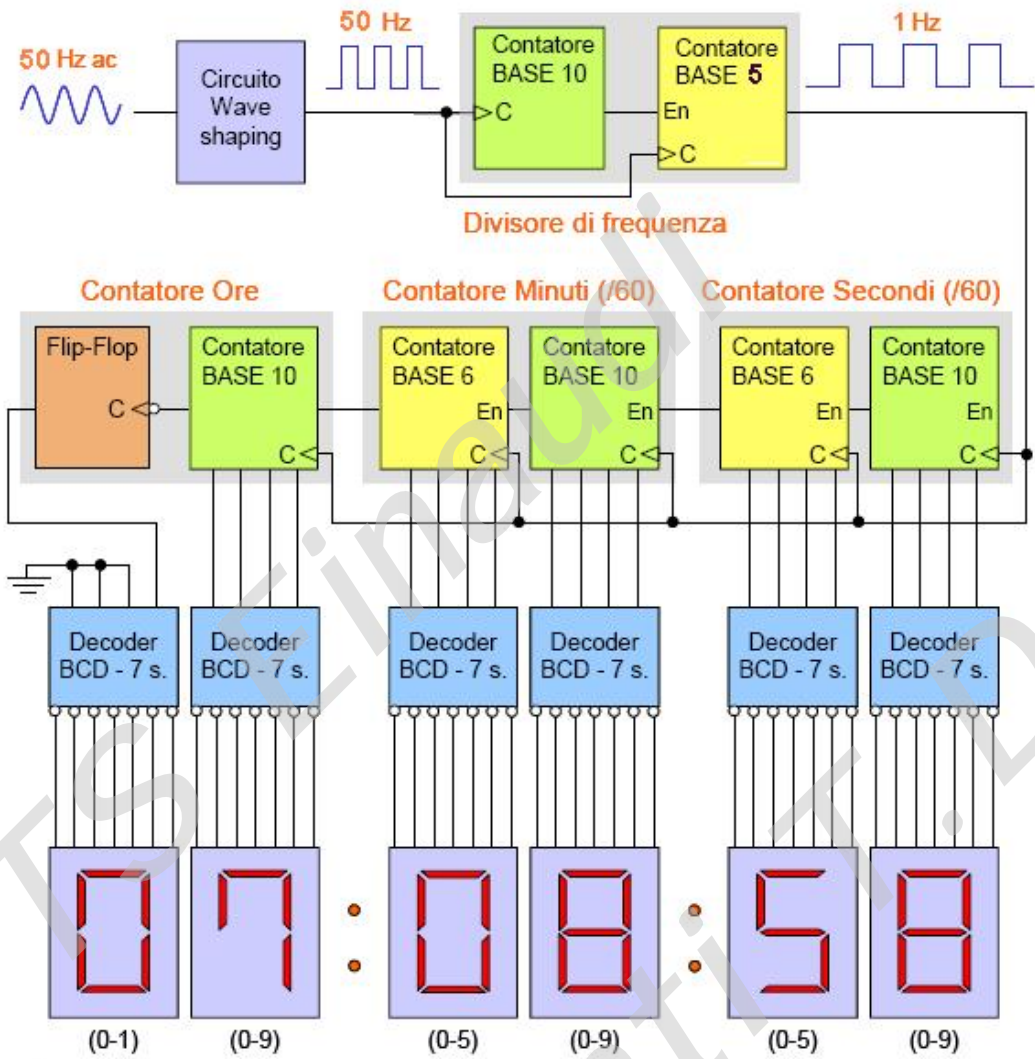 50 Hz ac
Circuito
Wave
shaping
50 Hz
Contatore
BASE 10
C
Contatore
BASE 5
En
C
1 Hz
Divisore di frequenza
Contatore Ore
Contatore Minuti (/60)
Contatore Secondi (/60)
Flip-Flop
C
Contatore
BASE 10
C
Contatore
BASE 6
En
C
Contatore
BASE 10
En
C
Contatore
BASE 6
En
C
Contatore
BASE 10
En
C
Decoder
BCD - 7 s.
Decoder
BCD - 7 s.
Decoder
BCD - 7 s.
Decoder
BCD - 7 s.
Decoder
BCD - 7 s.
Decoder
BCD - 7 s.
07:08:58
(0-1) (0-9) (0-5) (0-9) (0-5) (0-9)
TS Einaudi